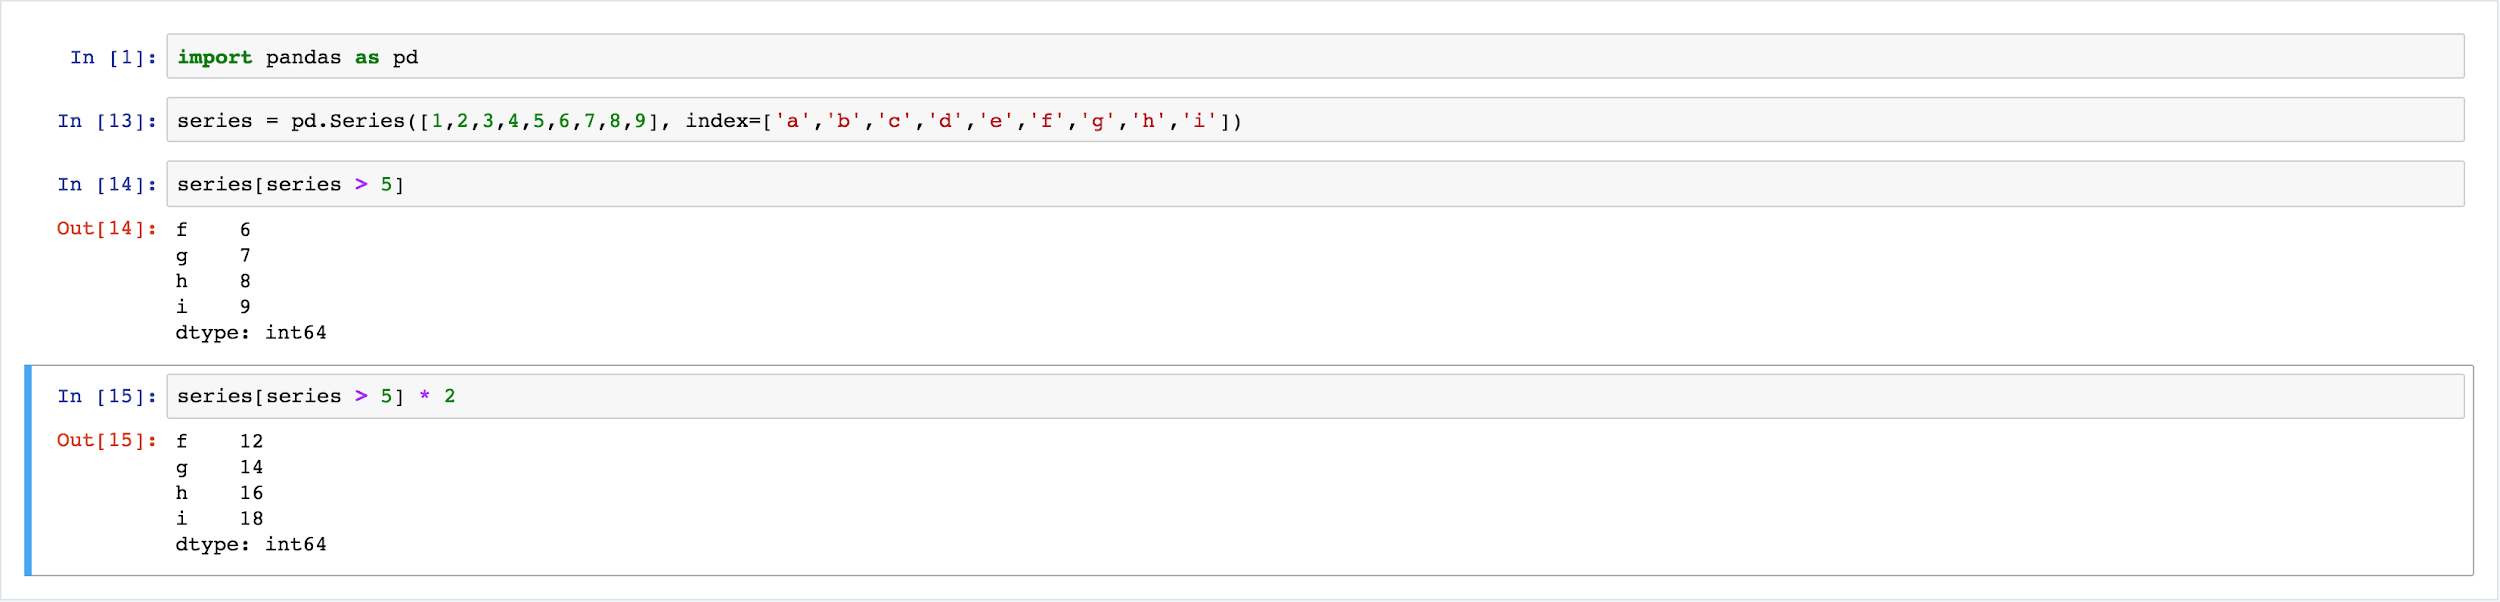 In [1]: import pandas as pd
In [13]: series = pd.Series([1,2,3,4,5,6,7,8,9], index=['a','b','c','d','e','f','g','h','i'])
In [14]: series[series > 5]
Out[14]: f    6
g    7
h    8
i    9
dtype: int64
In [15]: series[series > 5] * 2
Out[15]: f    12
g    14
h    16
i    18
dtype: int64